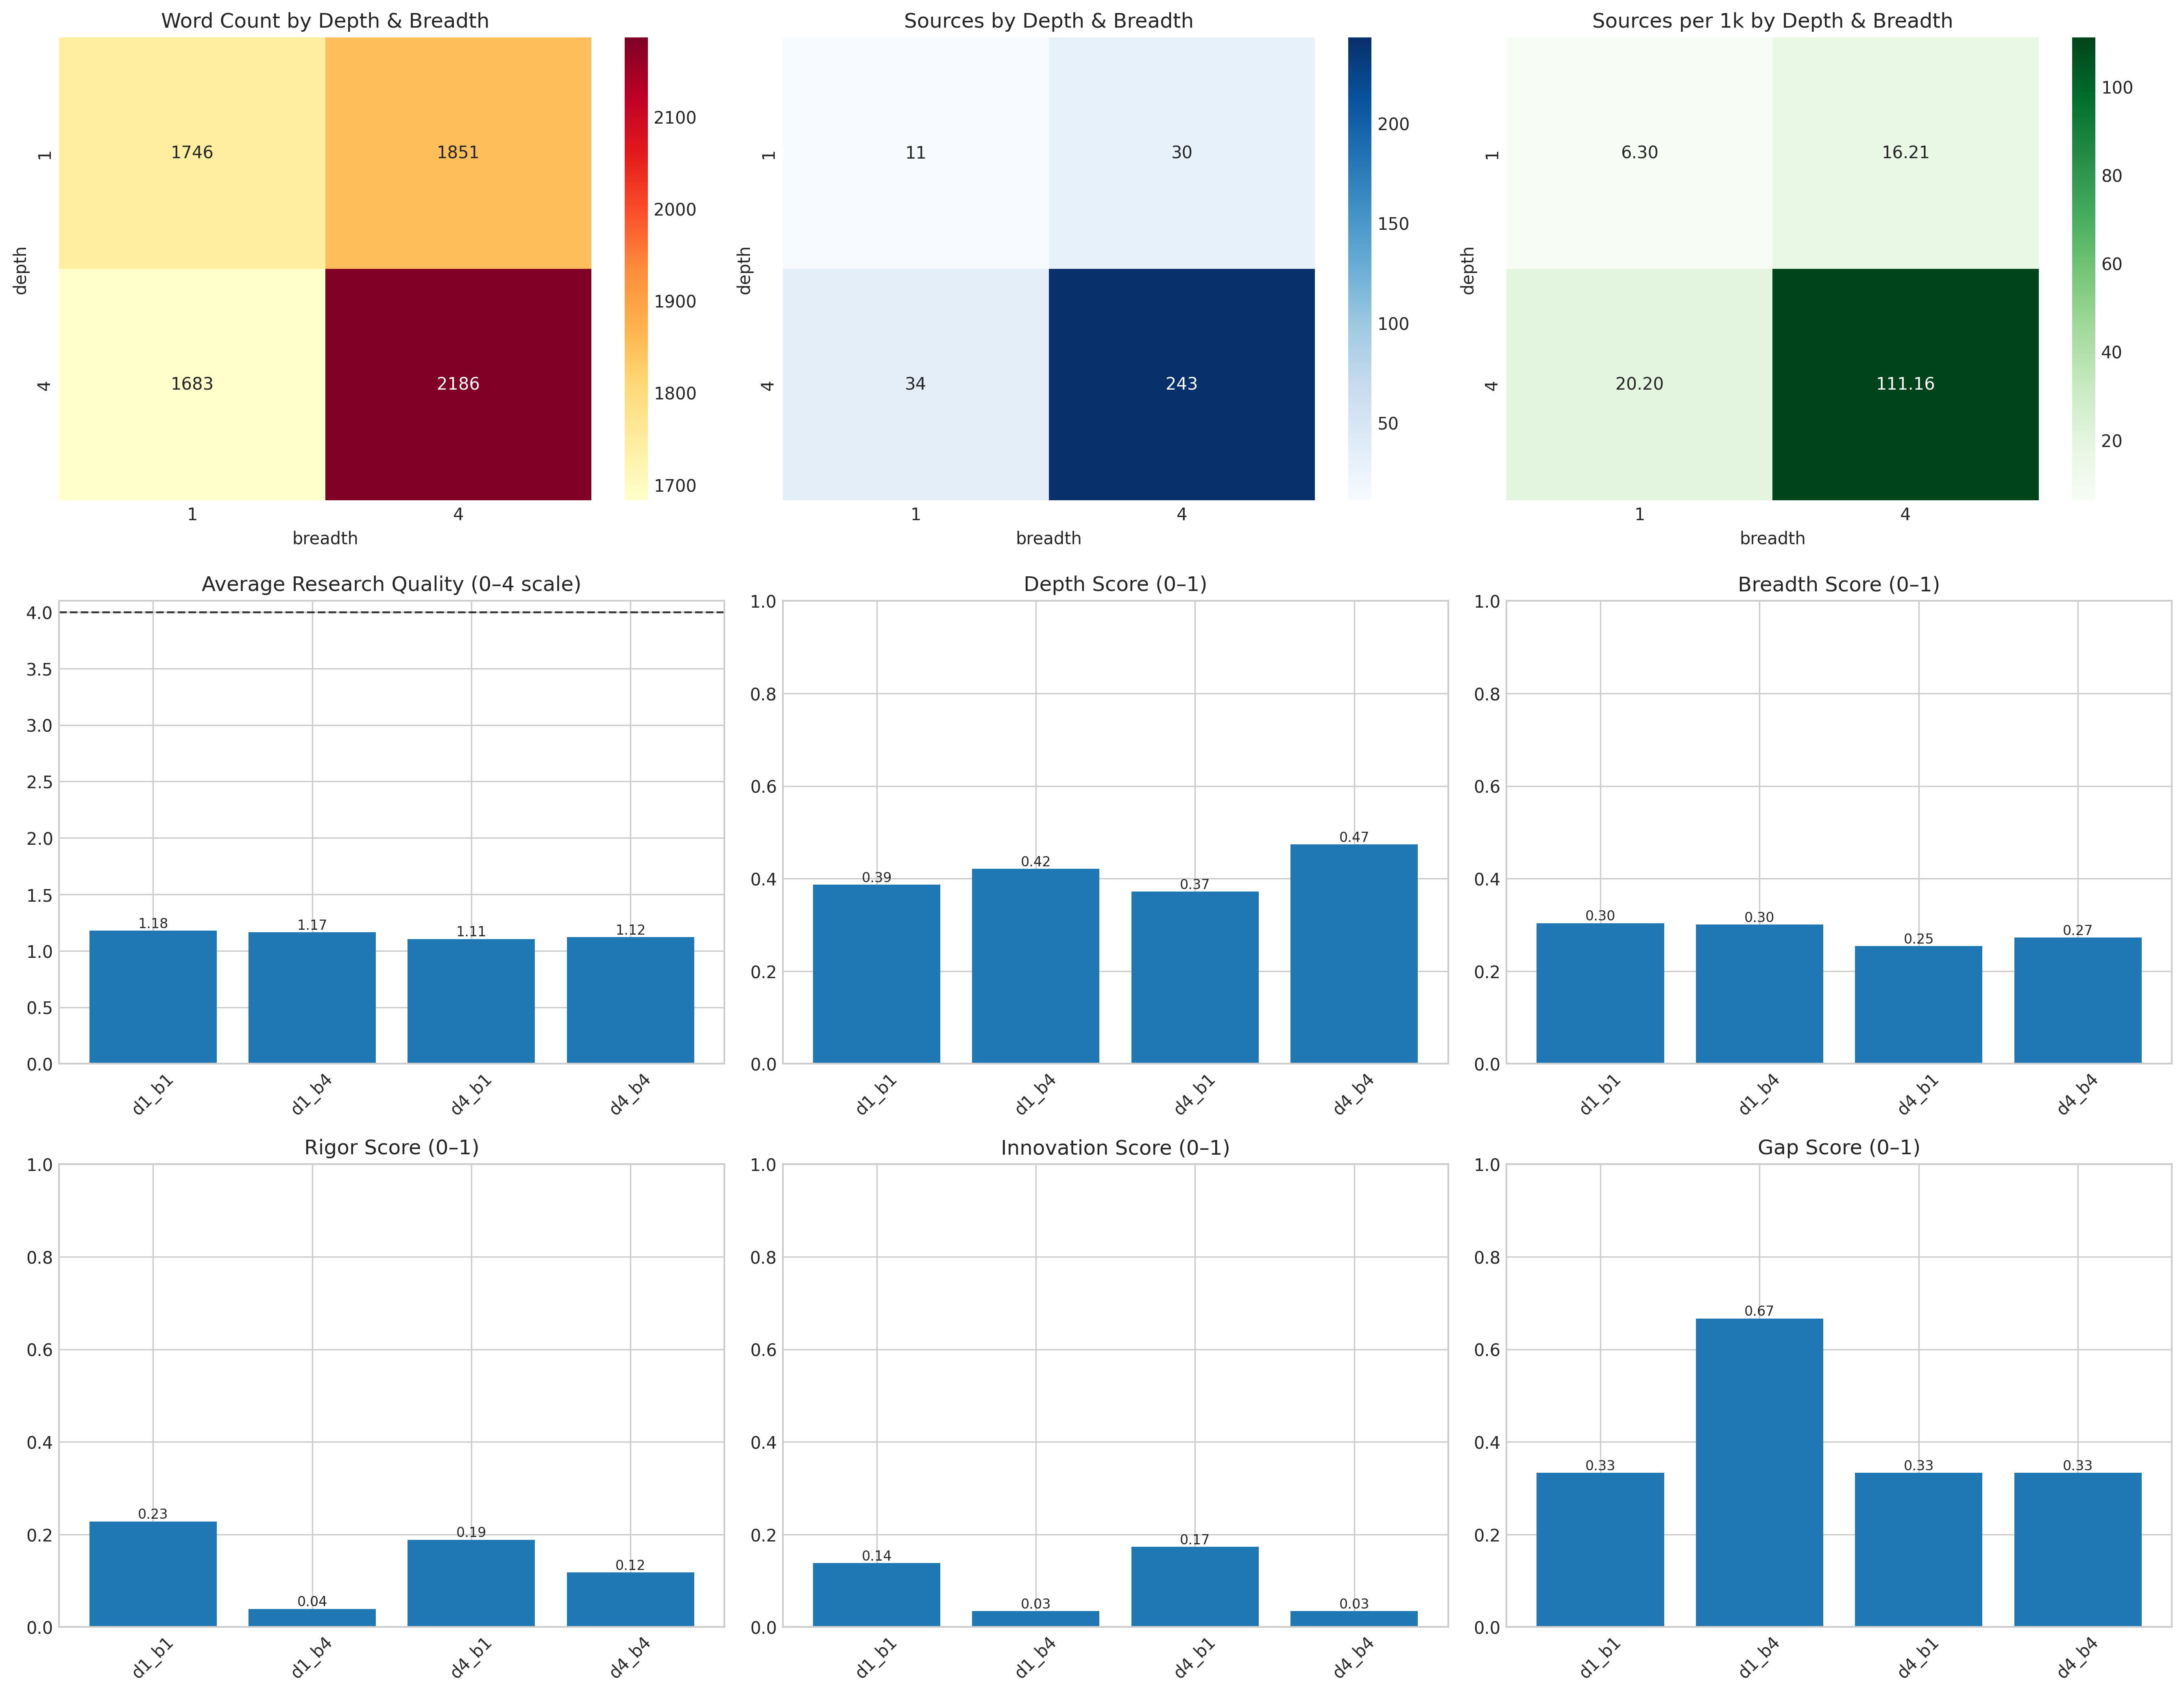 Word Count by Depth & Breadth
1746 1851
1683 2186
1
4
depth
1 4
breadth
2100
2000
1900
1800
1700
Sources by Depth & Breadth
11 30
34 243
1
4
depth
1 4
breadth
200
150
100
50
Sources per 1k by Depth & Breadth
6.30 16.21
20.20 111.16
1
4
depth
1 4
breadth
100
80
60
40
20
Average Research Quality (0–4 scale)
4.0
3.5
3.0
2.5
2.0
1.5
1.0
0.5
0.0
1.18 1.17 1.11 1.12
d1_b1 d1_b4 d4_b1 d4_b4
Depth Score (0–1)
1.0
0.8
0.6
0.4
0.2
0.0
0.39 0.42 0.37 0.47
d1_b1 d1_b4 d4_b1 d4_b4
Breadth Score (0–1)
1.0
0.8
0.6
0.4
0.2
0.0
0.30 0.30 0.25 0.27
d1_b1 d1_b4 d4_b1 d4_b4
Rigor Score (0–1)
1.0
0.8
0.6
0.4
0.2
0.0
0.23 0.04 0.19 0.12
d1_b1 d1_b4 d4_b1 d4_b4
Innovation Score (0–1)
1.0
0.8
0.6
0.4
0.2
0.0
0.14 0.03 0.17 0.03
d1_b1 d1_b4 d4_b1 d4_b4
Gap Score (0–1)
1.0
0.8
0.6
0.4
0.2
0.0
0.33 0.67 0.33 0.33
d1_b1 d1_b4 d4_b1 d4_b4